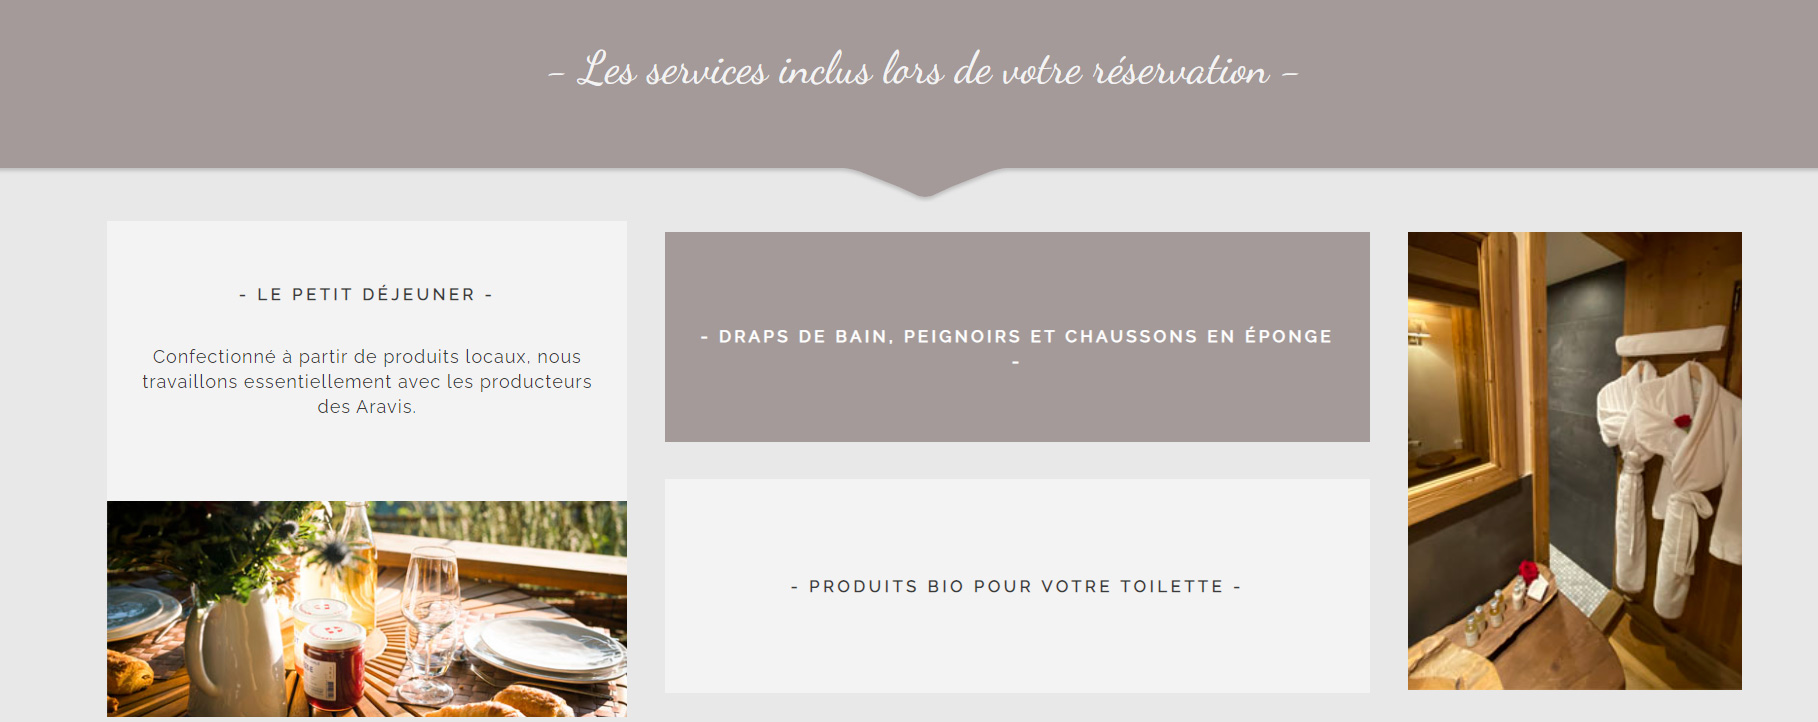 - Les services inclus lors de votre réservation -
- LE PETIT DÉJEUNER -
Confectionné à partir de produits locaux, nous
travaillons essentiellement avec les producteurs
des Aravis.
- DRAPS DE BAIN, PEIGNOIRS ET CHAUSSONS EN ÉPONGE
-
- PRODUITS BIO POUR VOTRE TOILETTE -